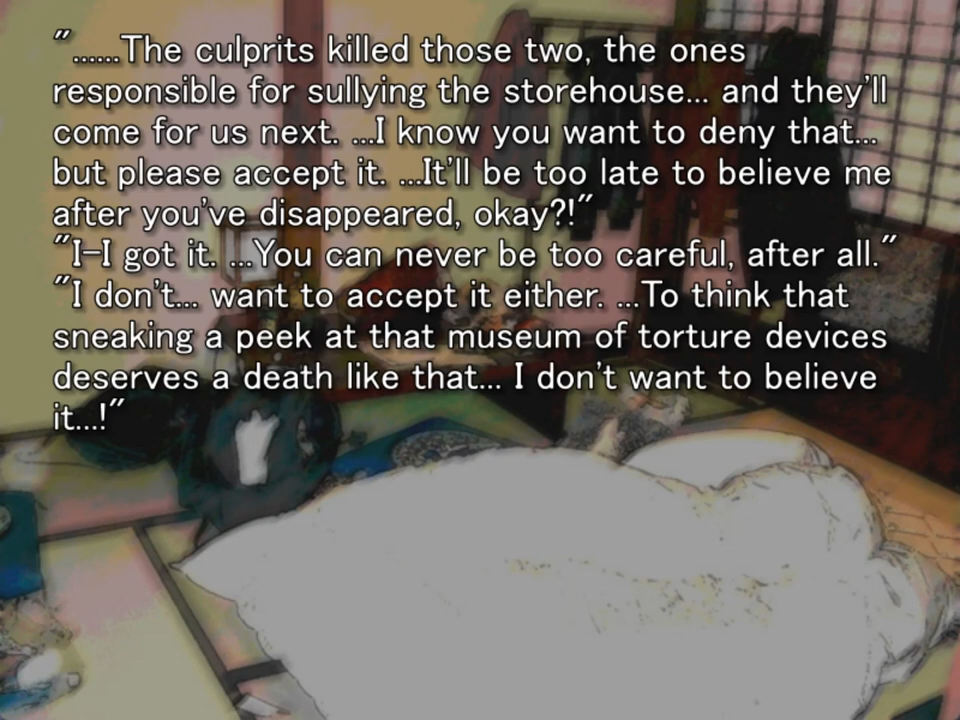 "......The culprits killed those two, the ones
responsible for sullying the storehouse... and they'll
come for us next. ...I know you want to deny that...
but please accept it. ...It'll be too late to believe me
after you've disappeared, okay?!"
"I-I got it. ...You can never be too careful, after all."
"I don't... want to accept it either. ...To think that
sneaking a peek at that museum of torture devices
deserves a death like that... I don't want to believe
it...!"